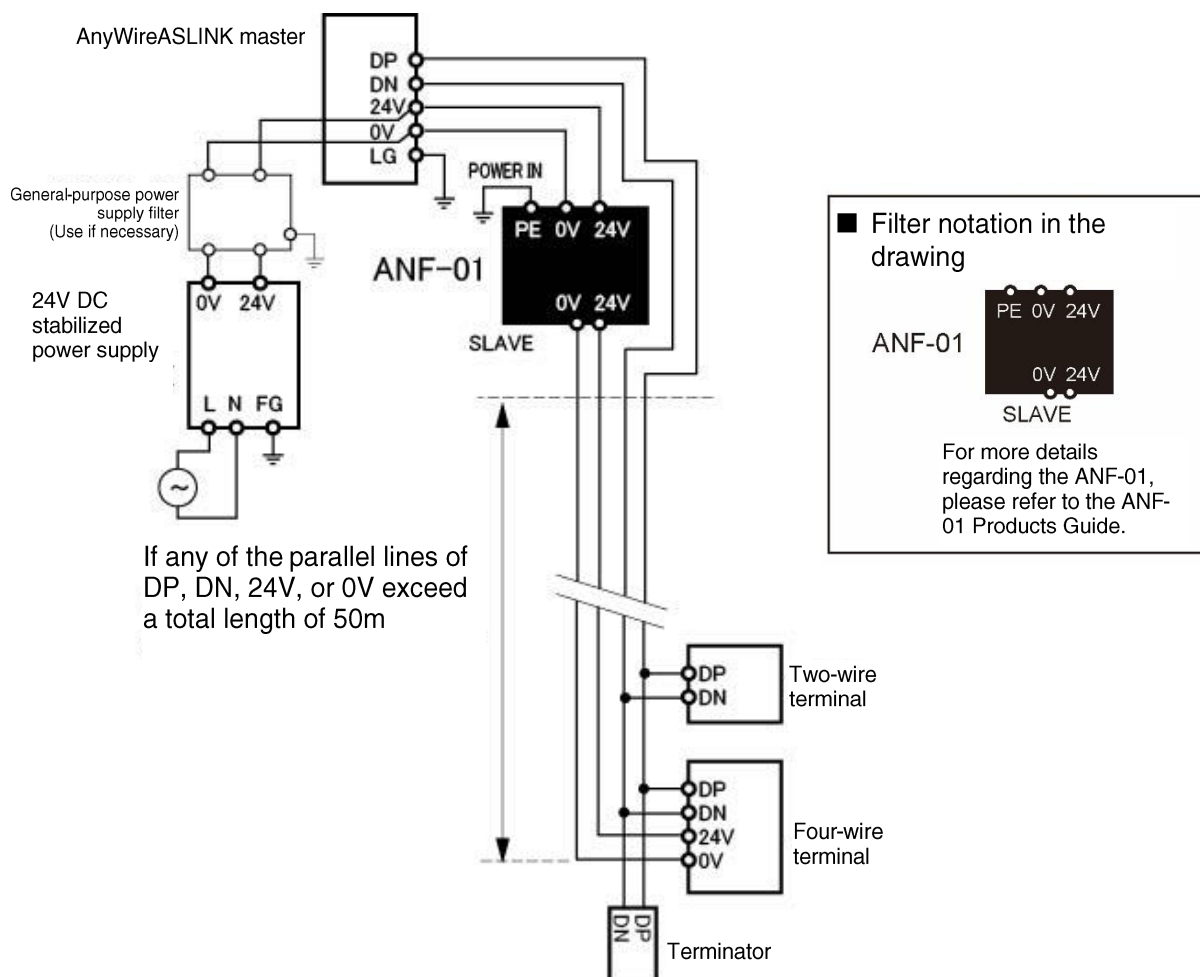 AnyWireASLINK master
DP
DN
24V
0V
LG
POWER IN
General-purpose power
supply filter
(Use if necessary)
PE 0V 24V
ANF-01
0V 24V
SLAVE
24V DC
stabilized
power supply
0V 24V
L N FG
~
If any of the parallel lines of
DP, DN, 24V, or 0V exceed
a total length of 50m
■ Filter notation in the
drawing
PE 0V 24V
ANF-01
0V 24V
SLAVE
For more details
regarding the ANF-01,
please refer to the ANF-
01 Products Guide.
DP
DN
Two-wire
terminal
DP
DN
24V
0V
Four-wire
terminal
DN
DP
Terminator